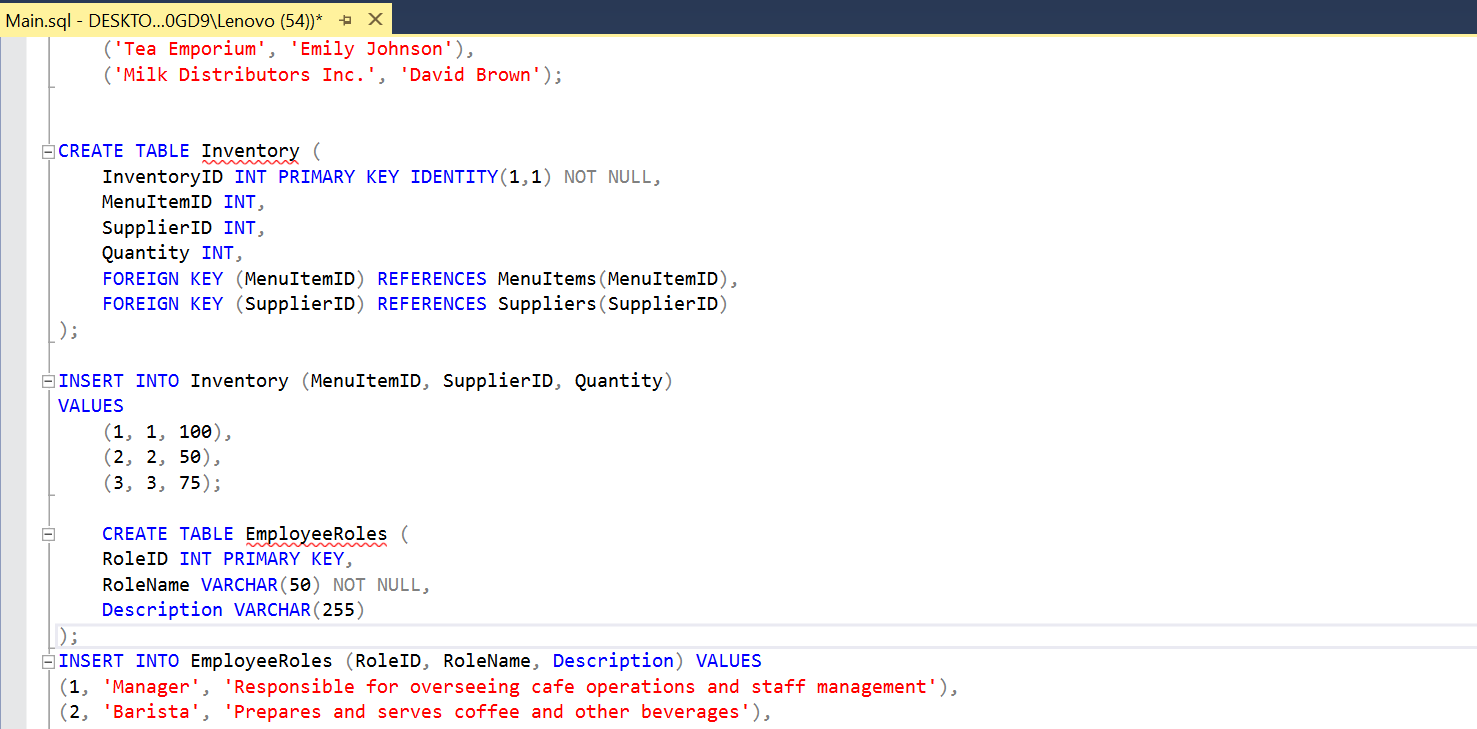 Main.sql - DESKTO...0GD9\Lenovo (54))*
('Tea Emporium', 'Emily Johnson'),
('Milk Distributors Inc.', 'David Brown');
CREATE TABLE Inventory (
InventoryID INT PRIMARY KEY IDENTITY(1,1) NOT NULL,
MenuItemID INT,
SupplierID INT,
Quantity INT,
FOREIGN KEY (MenuItemID) REFERENCES MenuItems(MenuItemID),
FOREIGN KEY (SupplierID) REFERENCES Suppliers(SupplierID)
);
INSERT INTO Inventory (MenuItemID, SupplierID, Quantity)
VALUES
(1, 1, 100),
(2, 2, 50),
(3, 3, 75);
CREATE TABLE EmployeeRoles (
RoleID INT PRIMARY KEY,
RoleName VARCHAR(50) NOT NULL,
Description VARCHAR(255)
);
INSERT INTO EmployeeRoles (RoleID, RoleName, Description) VALUES
(1, 'Manager', 'Responsible for overseeing cafe operations and staff management'),
(2, 'Barista', 'Prepares and serves coffee and other beverages'),